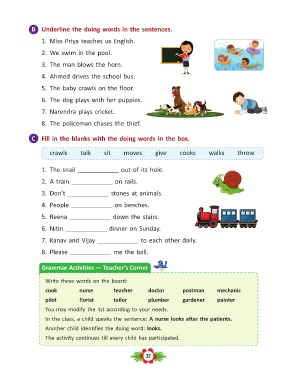 B Underline the doing words in the sentences.
1. Miss Priya teaches us English.
2. We swim in the pool.
3. The man blows the horn.
4. Ahmed drives the school bus.
5. The baby crawls on the floor.
6. The dog plays with her puppies.
7. Narendra plays cricket.
8. The policeman chases the thief.
C Fill in the blanks with the doing words in the box.
crawls talk sit moves give cooks walks throw
1. The snail ____________ out of its hole.
2. A train ____________ on rails.
3. Don't ____________ stones at animals.
4. People ____________ on benches.
5. Reena ____________ down the stairs.
6. Nitin ____________ dinner on Sunday.
7. Kanav and Vijay ____________ to each other daily.
8. Please ____________ me the ball.
Grammar Activities — Teacher's Corner
Write these words on the board:
cook nurse teacher doctor postman mechanic
pilot florist tailor plumber gardener painter
You may modify the list according to your needs.
In the class, a child speaks the sentence: A nurse looks after the patients.
Another child identifies the doing word: looks.
The activity continues till every child has participated.
32